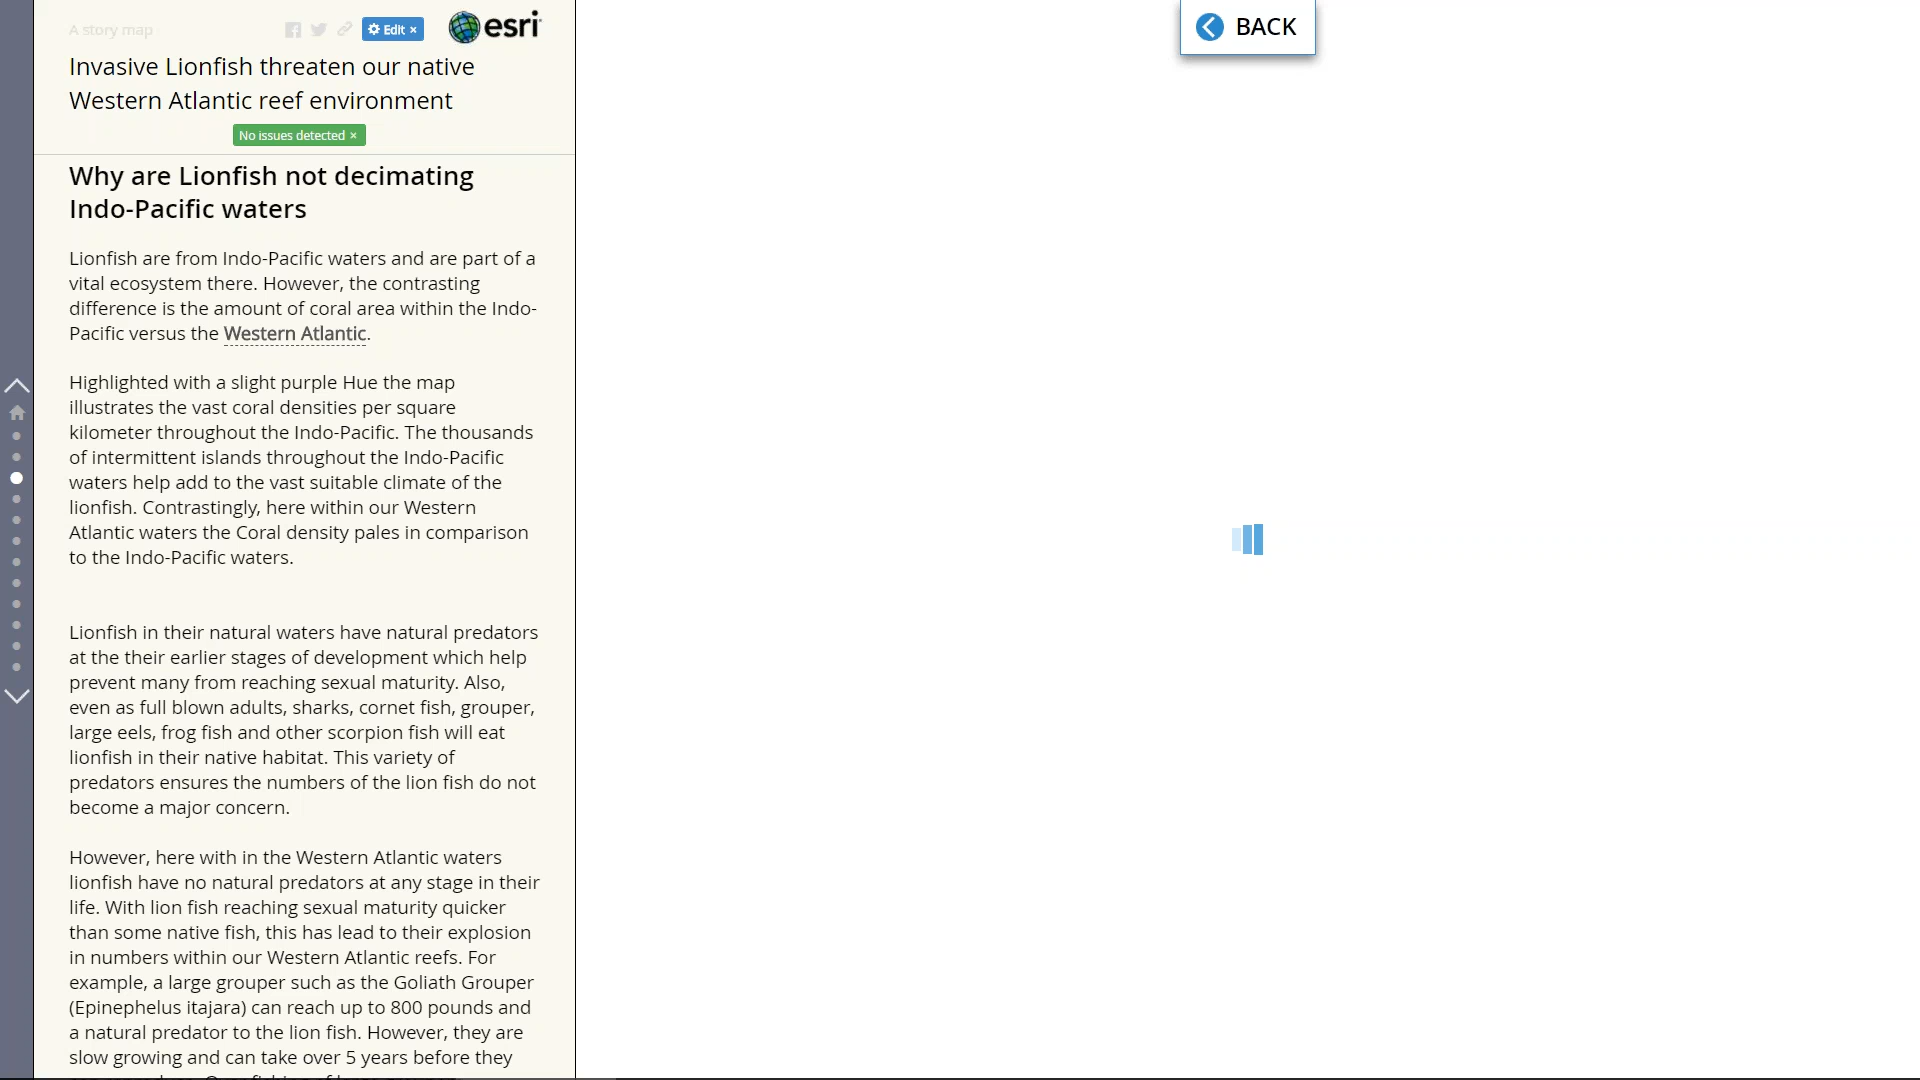 A story map
Edit ×
esri
BACK
Invasive Lionfish threaten our native
Western Atlantic reef environment
No issues detected ×
Why are Lionfish not decimating
Indo-Pacific waters
Lionfish are from Indo-Pacific waters and are part of a
vital ecosystem there. However, the contrasting
difference is the amount of coral area within the Indo-
Pacific versus the Western Atlantic.
Highlighted with a slight purple Hue the map
illustrates the vast coral densities per square
kilometer throughout the Indo-Pacific. The thousands
of intermittent islands throughout the Indo-Pacific
waters help add to the vast suitable climate of the
lionfish. Contrastingly, here within our Western
Atlantic waters the Coral density pales in comparison
to the Indo-Pacific waters.
Lionfish in their natural waters have natural predators
at the their earlier stages of development which help
prevent many from reaching sexual maturity. Also,
even as full blown adults, sharks, cornet fish, grouper,
large eels, frog fish and other scorpion fish will eat
lionfish in their native habitat. This variety of
predators ensures the numbers of the lion fish do not
become a major concern.
However, here with in the Western Atlantic waters
lionfish have no natural predators at any stage in their
life. With lion fish reaching sexual maturity quicker
than some native fish, this has lead to their explosion
in numbers within our Western Atlantic reefs. For
example, a large grouper such as the Goliath Grouper
(Epinephelus itajara) can reach up to 800 pounds and
a natural predator to the lion fish. However, they are
slow growing and can take over 5 years before they